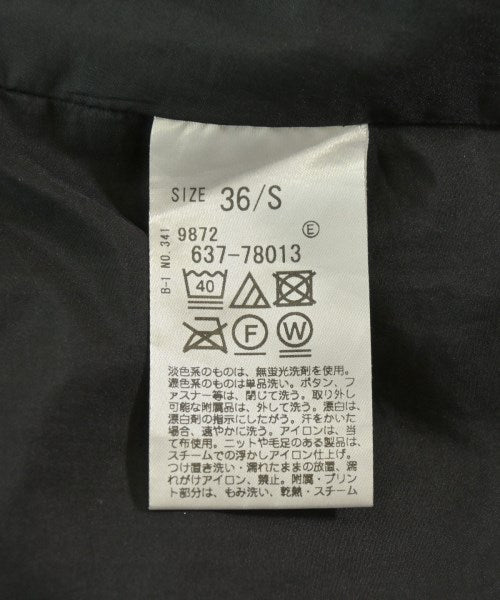 SIZE 36/S
B-1 NO.341
9872 E
637-78013
40
F W
淡色系のものは、無蛍光洗剤を使用。
濃色系のものは単品洗い。ボタン、フ
ァスナー等は、閉じて洗う。取り外し
可能な附属品は、外して洗う。漂白は、
漂白剤の指示にしたがう。汗をかいた
場合、速やかに洗う。アイロンは、当
て布使用。ニットや毛足のある製品は、
スチームでの浮かしアイロン仕上げ。
つけ置き洗い・濡れたままの放置、濡
れがけアイロン、禁止。附属・プリン
ト部分は、もみ洗い、乾熱・スチーム